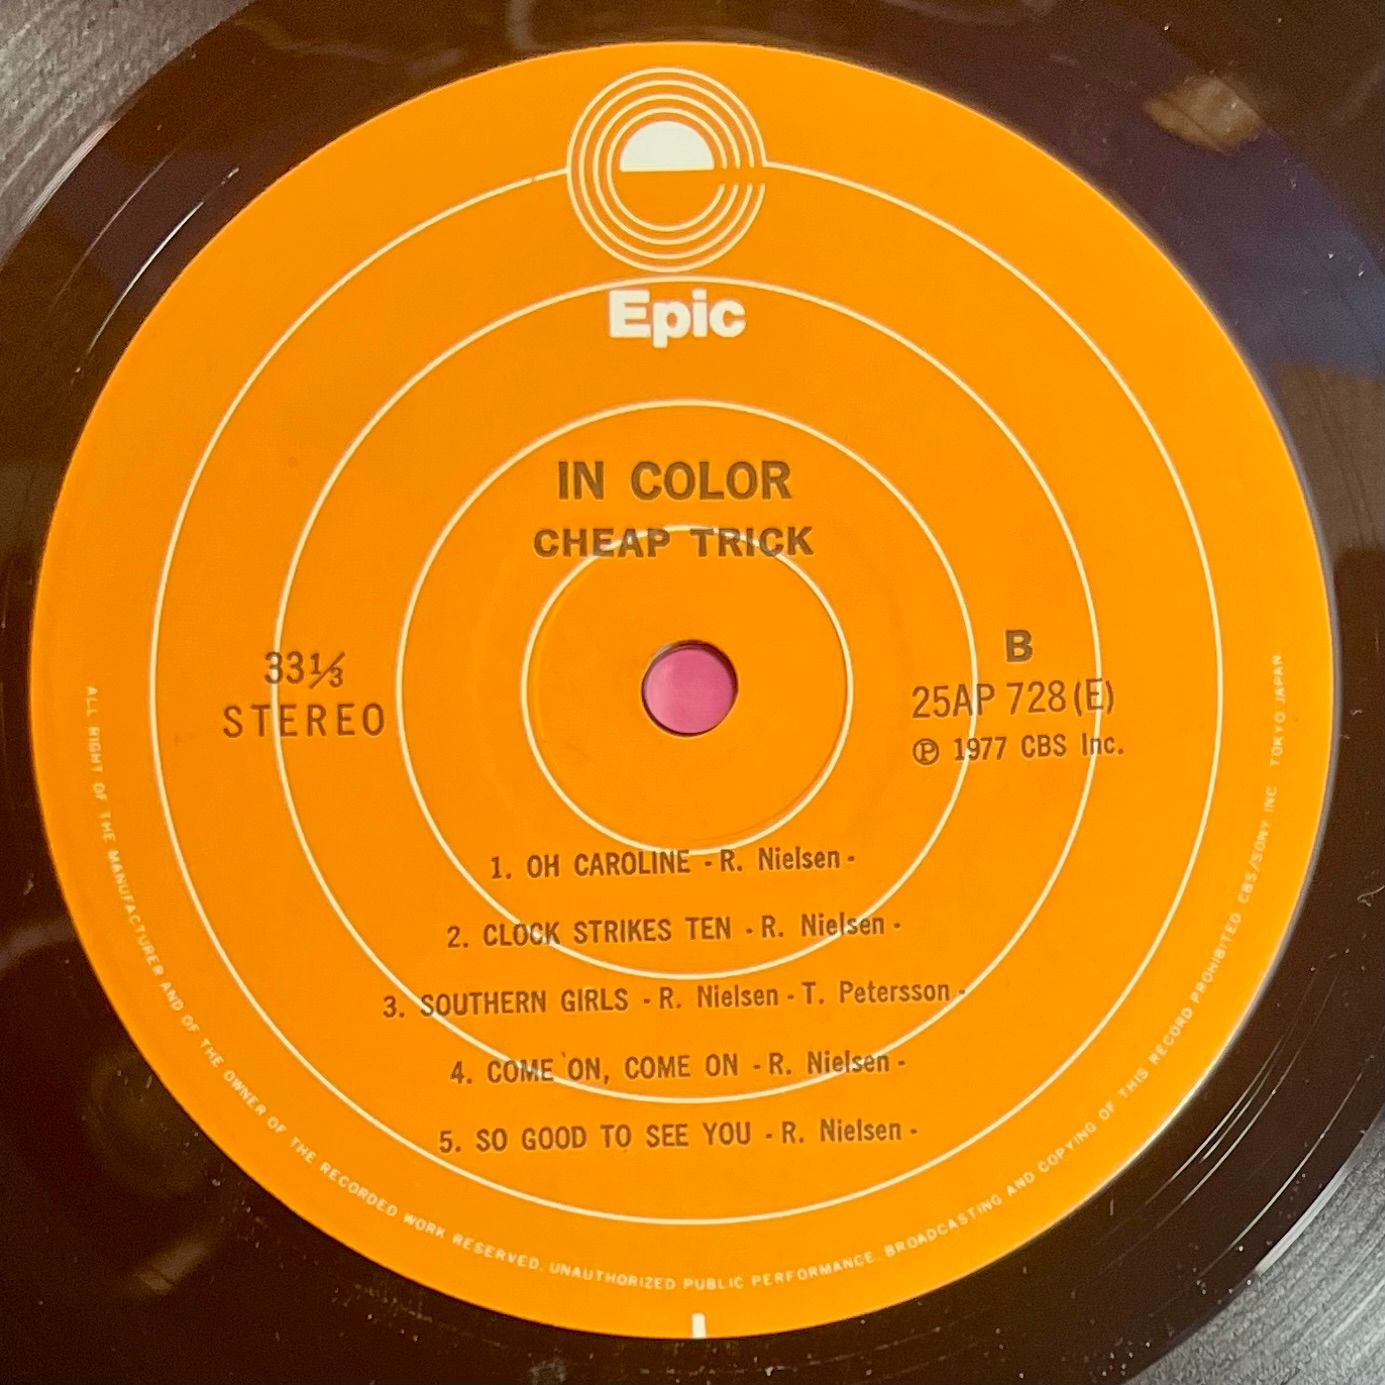 Epic
IN COLOR
CHEAP TRICK
33⅓
STEREO
B
25AP 728(E)
Ⓟ 1977 CBS Inc.
1. OH CAROLINE - R. Nielsen -
2. CLOCK STRIKES TEN - R. Nielsen -
3. SOUTHERN GIRLS - R. Nielsen - T. Petersson -
4. COME ON, COME ON - R. Nielsen -
5. SO GOOD TO SEE YOU - R. Nielsen -
ALL RIGHT OF THE MANUFACTURER AND OF THE OWNER OF THE RECORDED WORK RESERVED. UNAUTHORIZED PUBLIC PERFORMANCE. BROADCASTING AND COPYING OF THIS RECORD PROHIBITED CBS/SONY INC TOKYO JAPAN